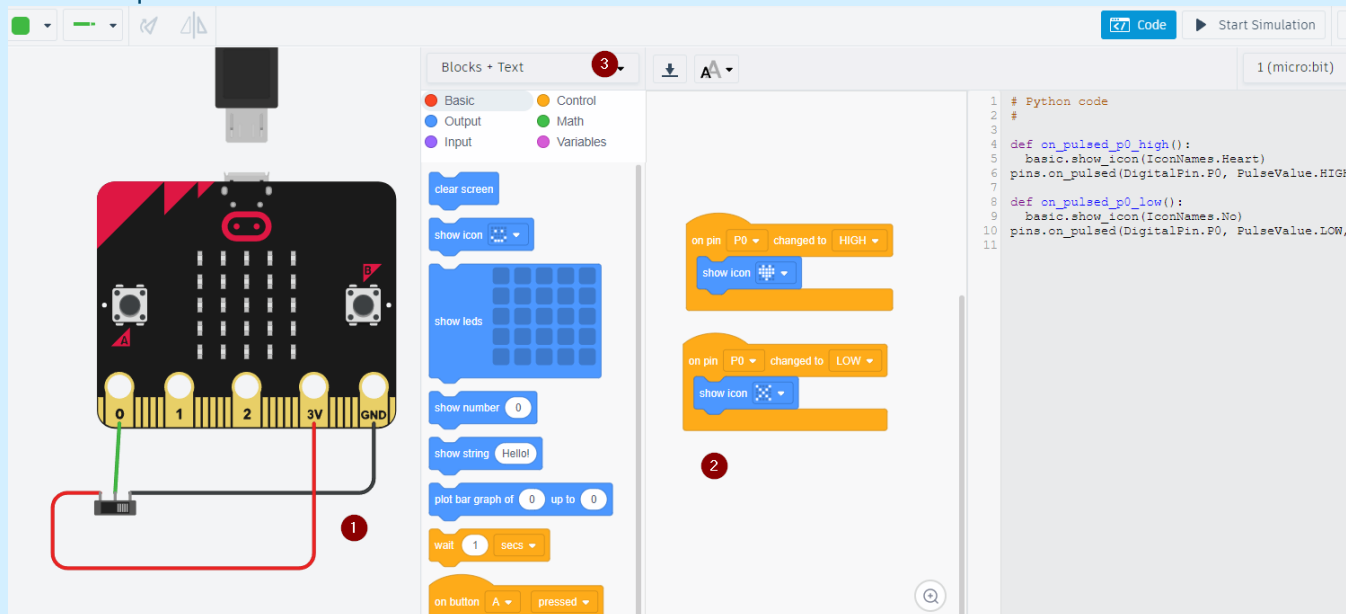 Code
Start Simulation
Blocks + Text
3
AA
1 (micro:bit)
Basic
Control
Output
Math
Input
Variables
clear screen
show icon
show leds
show number 0
show string Hello!
plot bar graph of 0 up to 0
wait 1 secs
on button A pressed
B
A
0 1 2 3V GND
1
on pin P0 changed to HIGH
show icon
on pin P0 changed to LOW
show icon
2
1 # Python code
2 #
3
4 def on_pulsed_p0_high():
5 basic.show_icon(IconNames.Heart)
6 pins.on_pulsed(DigitalPin.P0, PulseValue.HIGH
7
8 def on_pulsed_p0_low():
9 basic.show_icon(IconNames.No)
10 pins.on_pulsed(DigitalPin.P0, PulseValue.LOW,
11